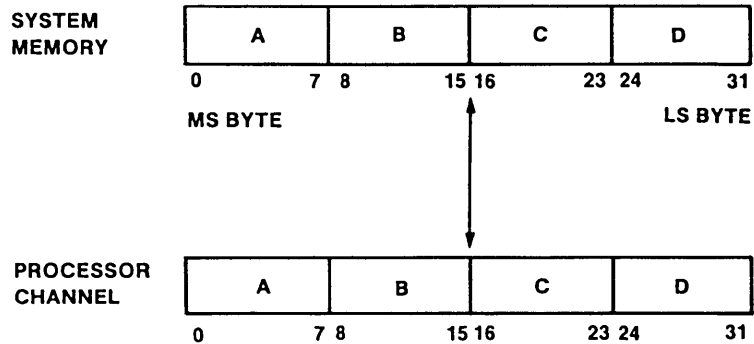 SYSTEM
MEMORY
A B C D
0 7 8 15 16 23 24 31
MS BYTE LS BYTE
PROCESSOR
CHANNEL
A B C D
0 7 8 15 16 23 24 31